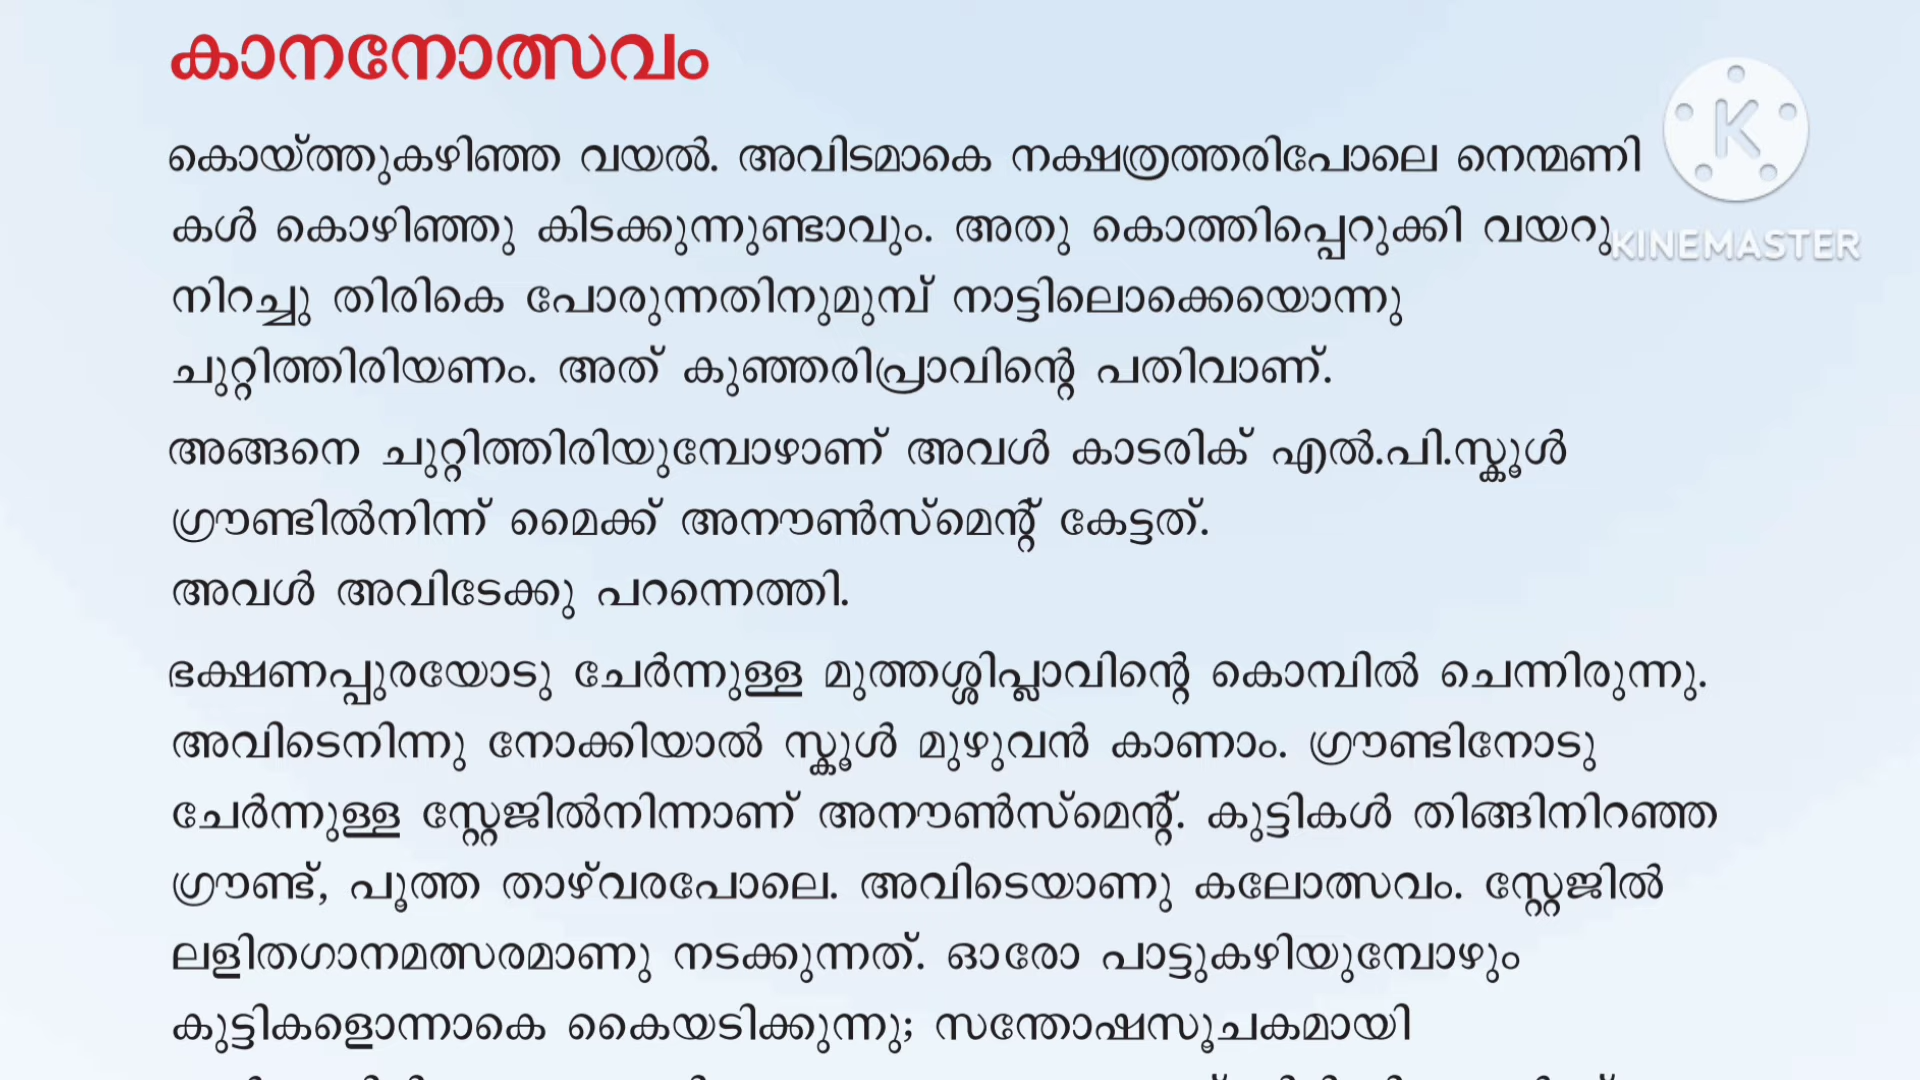 കാനനോത്സവം
കൊയ്ത്തുകഴിഞ്ഞ വയൽ. അവിടമാകെ നക്ഷത്രത്തരിപോലെ നെന്മണി
കൾ കൊഴിഞ്ഞു കിടക്കുന്നുണ്ടാവും. അതു കൊത്തിപ്പെറുക്കി വയറു
KINEMASTER
നിറച്ചു തിരികെ പോരുന്നതിനുമുമ്പ് നാട്ടിലൊക്കെയൊന്നു
ചുറ്റിത്തിരിയണം. അത് കുഞ്ഞരിപ്രാവിന്റെ പതിവാണ്.
അങ്ങനെ ചുറ്റിത്തിരിയുമ്പോഴാണ് അവൾ കാടരിക് എൽ.പി.സ്കൂൾ
ഗ്രൗണ്ടിൽനിന്ന് മൈക്ക് അനൗൺസ്മെന്റ് കേട്ടത്.
അവൾ അവിടേക്കു പറന്നെത്തി.
ഭക്ഷണപ്പുരയോടു ചേർന്നുള്ള മുത്തശ്ശിപ്ലാവിന്റെ കൊമ്പിൽ ചെന്നിരുന്നു.
അവിടെനിന്നു നോക്കിയാൽ സ്കൂൾ മുഴുവൻ കാണാം. ഗ്രൗണ്ടിനോടു
ചേർന്നുള്ള സ്റ്റേജിൽനിന്നാണ് അനൗൺസ്മെന്റ്. കുട്ടികൾ തിങ്ങിനിറഞ്ഞ
ഗ്രൗണ്ട്, പൂത്ത താഴ്‌വരപോലെ. അവിടെയാണു കലോത്സവം. സ്റ്റേജിൽ
ലളിതഗാനമത്സരമാണു നടക്കുന്നത്. ഓരോ പാട്ടുകഴിയുമ്പോഴും
കുട്ടികളൊന്നാകെ കൈയടിക്കുന്നു; സന്തോഷസൂചകമായി